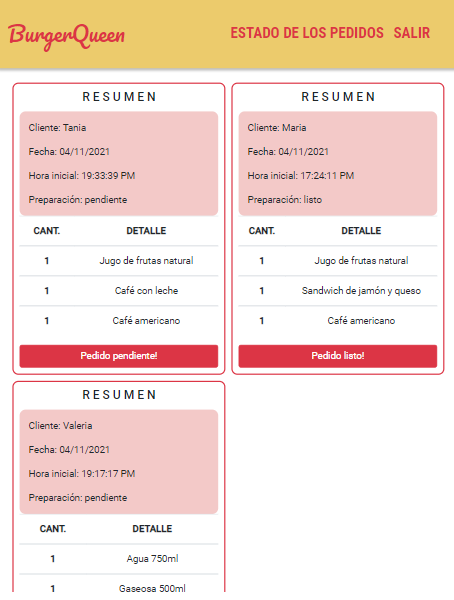 BurgerQueen
ESTADO DE LOS PEDIDOS SALIR
RESUMEN
Cliente: Tania
Fecha: 04/11/2021
Hora inicial: 19:33:39 PM
Preparación: pendiente
CANT. DETALLE
1 Jugo de frutas natural
1 Café con leche
1 Café americano
Pedido pendiente!
RESUMEN
Cliente: Maria
Fecha: 04/11/2021
Hora inicial: 17:24:11 PM
Preparación: listo
CANT. DETALLE
1 Jugo de frutas natural
1 Sandwich de jamón y queso
1 Café americano
Pedido listo!
RESUMEN
Cliente: Valeria
Fecha: 04/11/2021
Hora inicial: 19:17:17 PM
Preparación: pendiente
CANT. DETALLE
1 Agua 750ml
1 Gaseosa 500ml